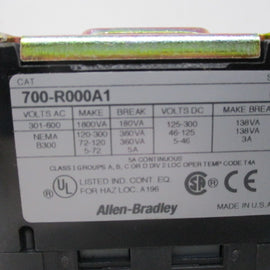 CAT
700-R000A1
VOLTS AC MAKE BREAK VOLTS DC MAKE BREAK
301-600 1800VA 180VA 125-300 138VA
NEMA 120-300 360VA 46-125 138VA
B300 72-120 360VA 5-46 3A
5-72 5A
5A CONTINUOUS
CLASS I GROUPS A, B, C OR D DIV 2 LOC OPER TEMP CODE T4A
UL LISTED IND. CONT. EQ.
FOR HAZ LOC. A196
Allen-Bradley
MADE IN U.S.A